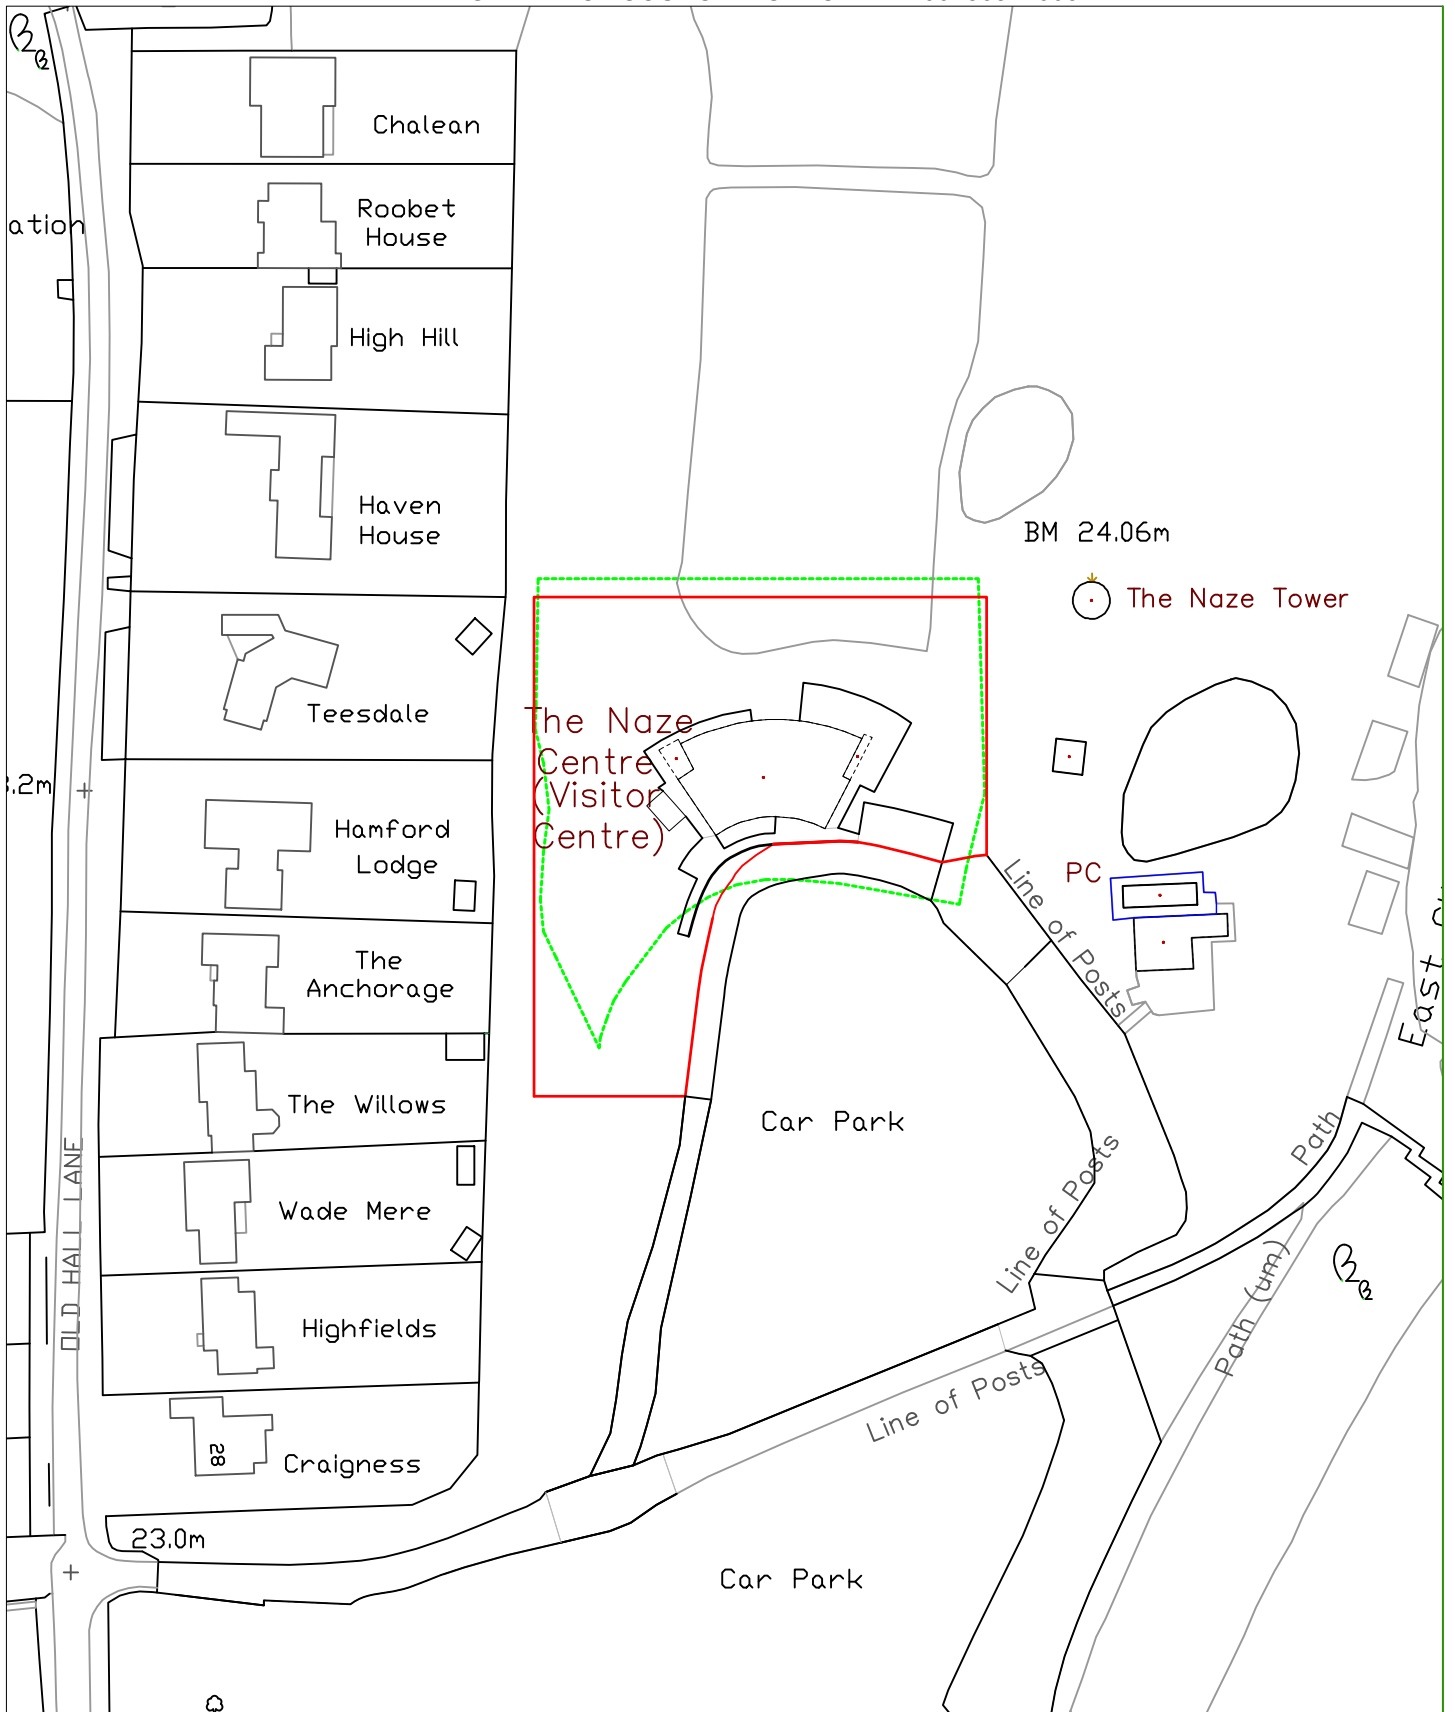 Chalean
ation
Roobet
House
High Hill
Haven
House
BM 24.06m
The Naze Tower
Teesdale
The Naze
Centre
(Visitor
Centre)
Hamford
Lodge
PC
Line of Posts
The
Anchorage
The Willows
Car Park
Path
Line of Posts
OLD HALL LANE
Wade Mere
Path (um)
Highfields
Line of Posts
28
Craigness
23.0m
Car Park
East